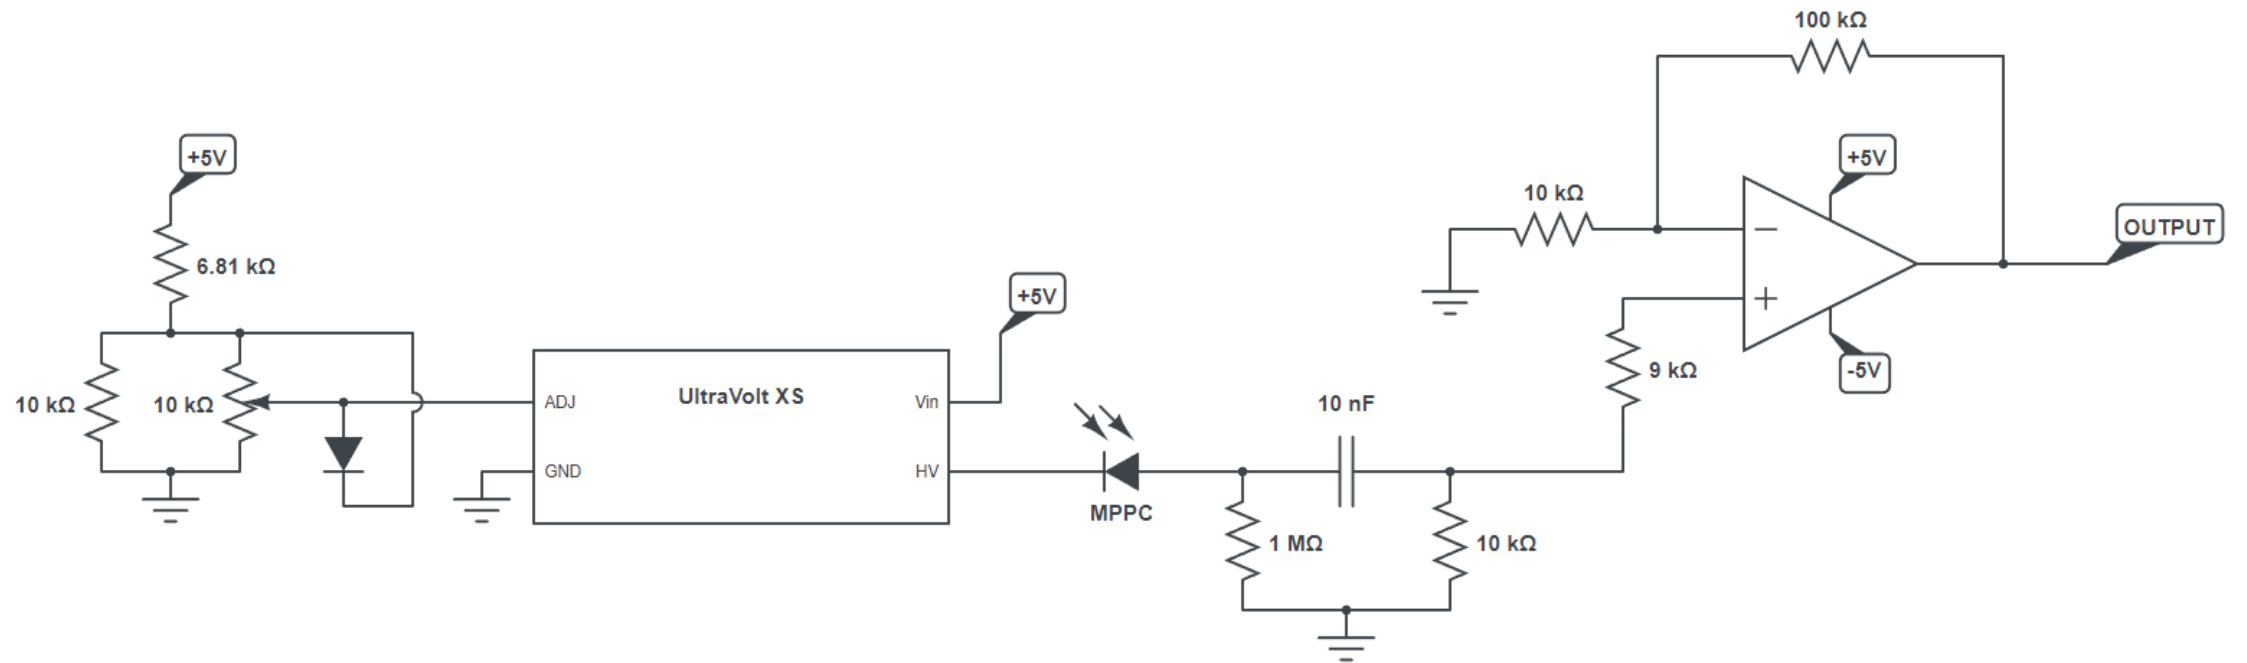 100 kΩ
+5V
+5V
10 kΩ
OUTPUT
6.81 kΩ
+5V
-5V
9 kΩ
10 kΩ
10 kΩ
ADJ
UltraVolt XS
Vin
10 nF
GND
HV
MPPC
1 MΩ
10 kΩ